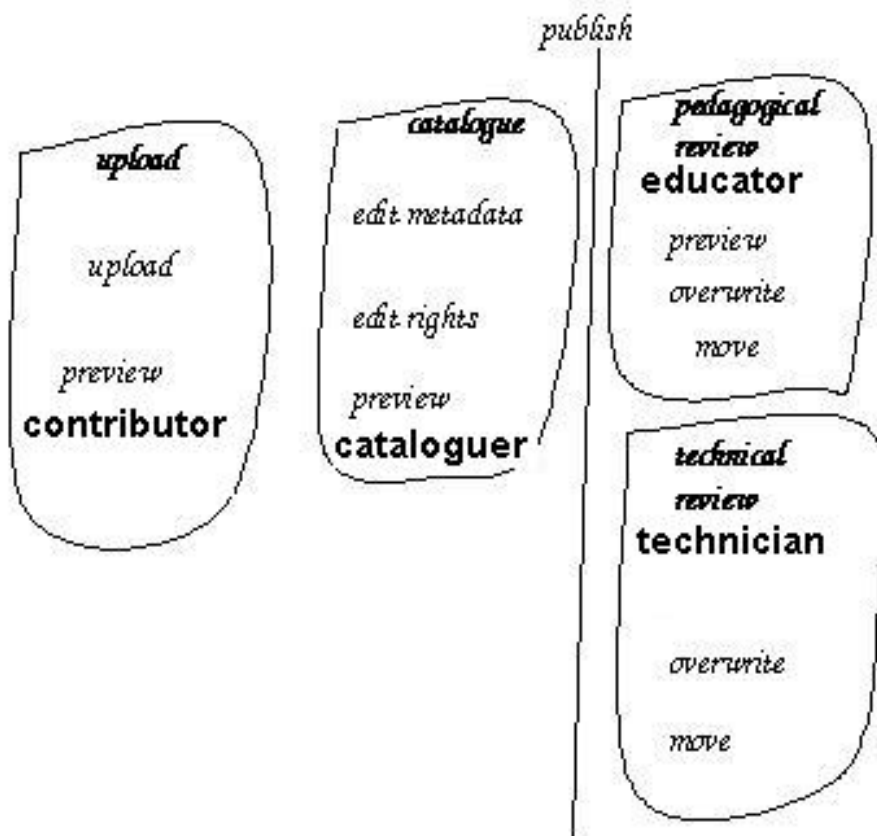 publish
upload
upload
preview
contributor
catalogue
edit metadata
edit rights
preview
cataloguer
pedagogical
review
educator
preview
overwrite
move
technical
review
technician
overwrite
move